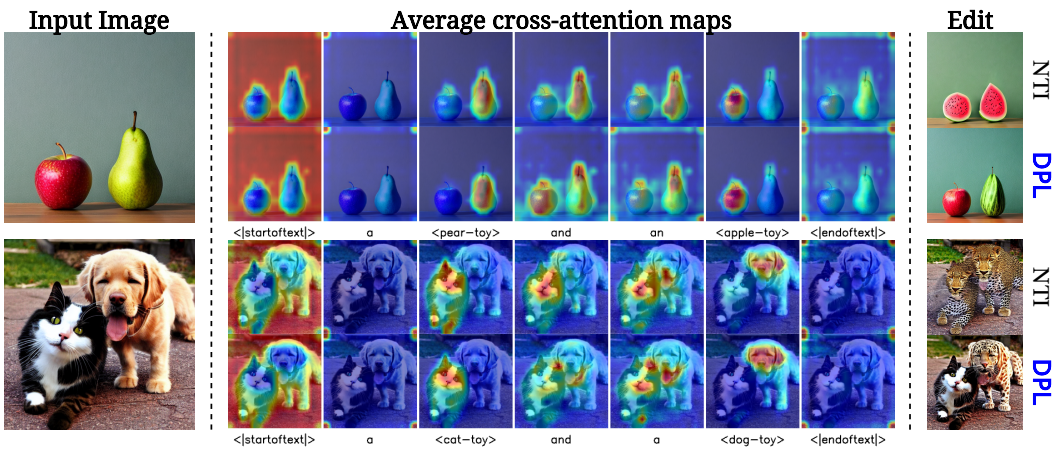 Input Image
Average cross-attention maps
Edit
NTI
DPL
<|startoftext|> a <pear-toy> and an <apple-toy> <|endoftext|>
NTI
DPL
<|startoftext|> a <cat-toy> and a <dog-toy> <|endoftext|>